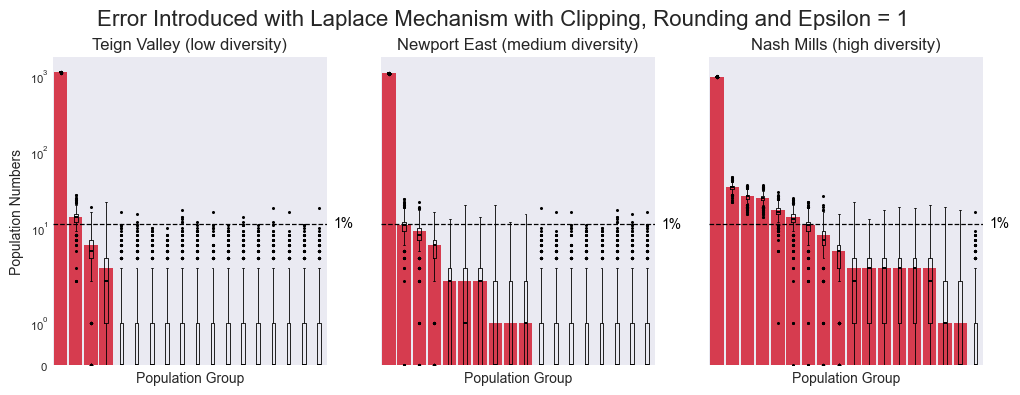 Error Introduced with Laplace Mechanism with Clipping, Rounding and Epsilon = 1
Teign Valley (low diversity)
Newport East (medium diversity)
Nash Mills (high diversity)
Population Numbers
10³
10²
10¹
10⁰
0
1%
1%
1%
Population Group
Population Group
Population Group